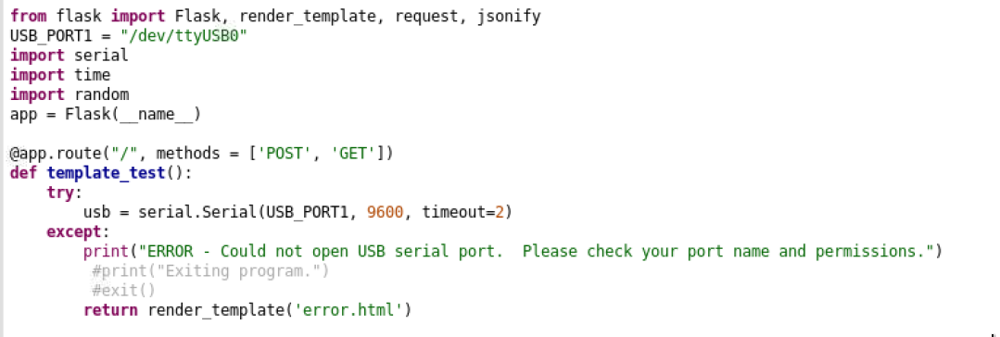 from flask import Flask, render_template, request, jsonify
USB_PORT1 = "/dev/ttyUSB0"
import serial
import time
import random
app = Flask(__name__)
@app.route("/", methods = ['POST', 'GET'])
def template_test():
    try:
        usb = serial.Serial(USB_PORT1, 9600, timeout=2)
    except:
        print("ERROR - Could not open USB serial port.  Please check your port name and permissions.")
         #print("Exiting program.")
         #exit()
        return render_template('error.html')